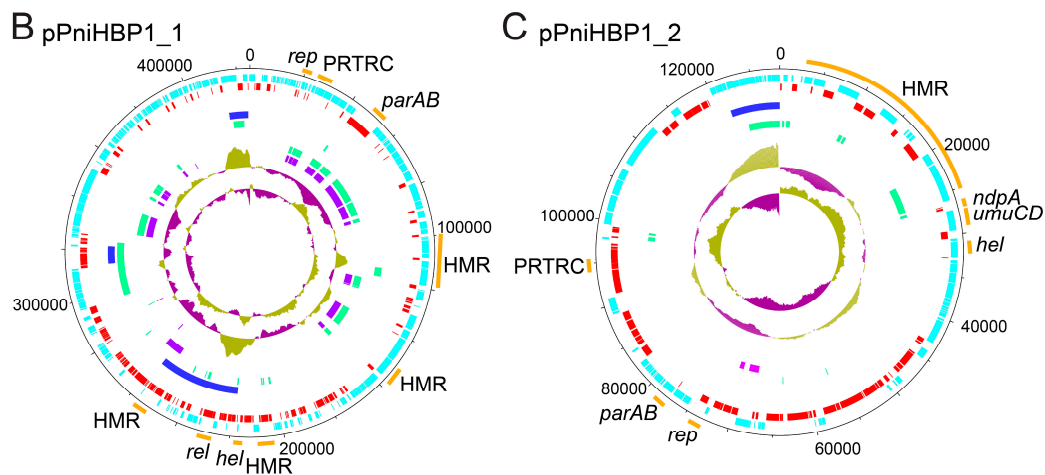 B pPniHBP1_1
0
rep
PRTRC
parAB
100000
HMR
HMR
200000
HMR
hel
rel
HMR
300000
400000
C pPniHBP1_2
0
HMR
20000
ndpA
umuCD
hel
40000
60000
rep
parAB
80000
PRTRC
100000
120000